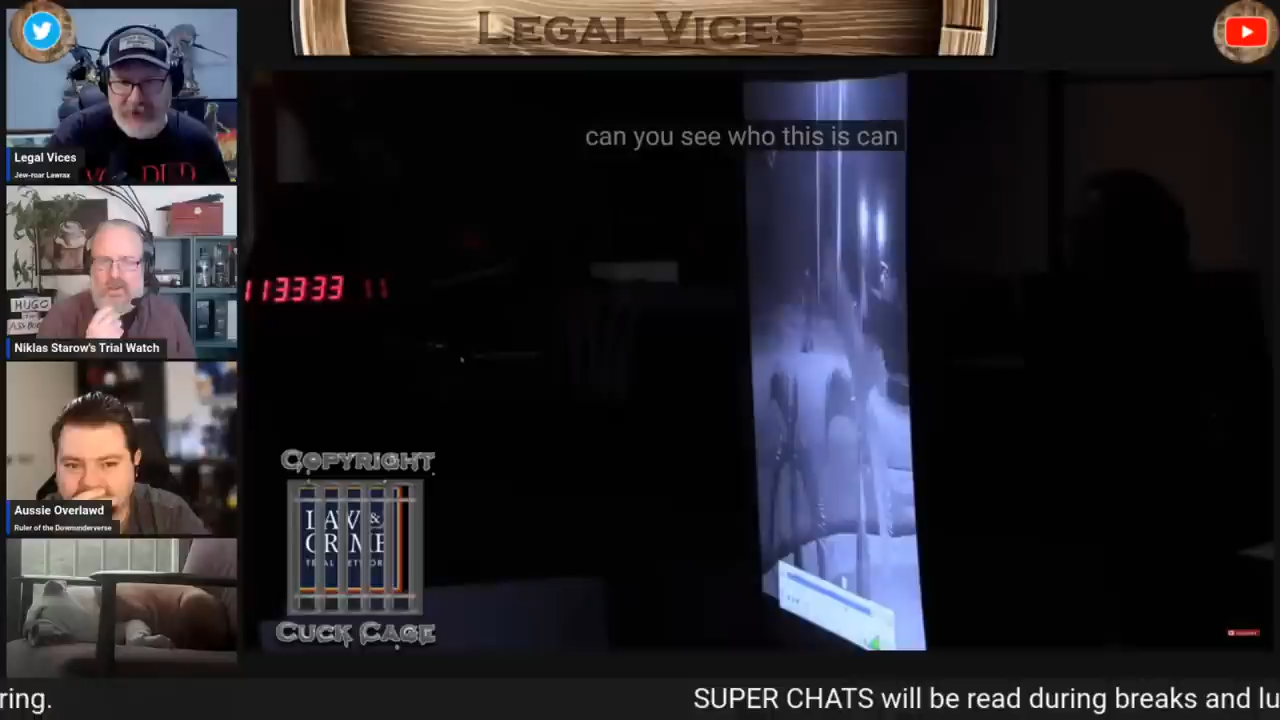 LEGAL VICES
can you see who this is can
Legal Vices
Jew-roar Lawrax
113333 11
HUGO
Niklas Starow's Trial Watch
COPYRIGHT
LAW &
CRIME
Aussie Overlawd
Ruler of the Downunderverse
CUCK CAGE
ring.
SUPER CHATS will be read during breaks and lu